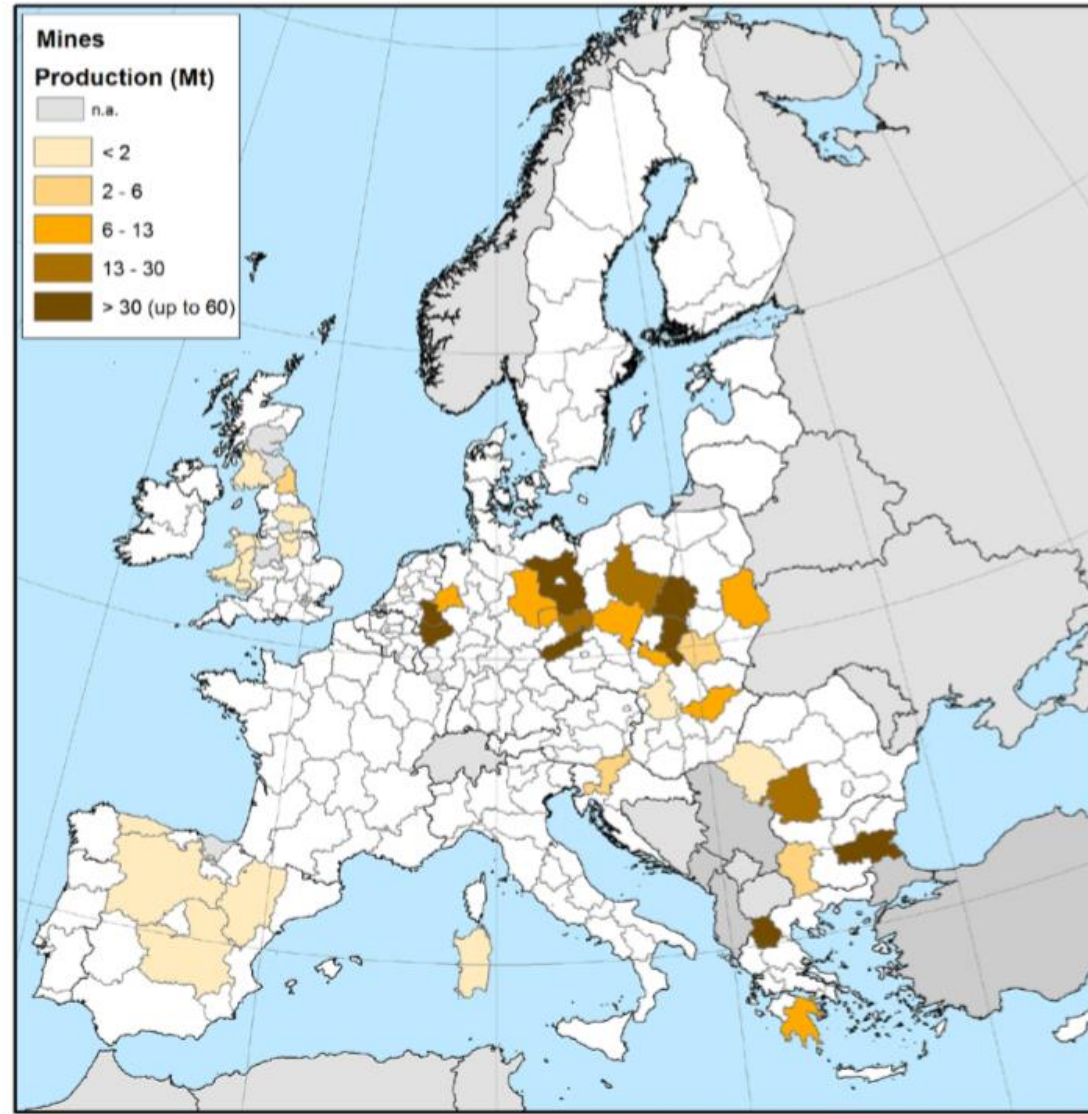 Mines
Production (Mt)
n.a.
< 2
2 - 6
6 - 13
13 - 30
> 30 (up to 60)